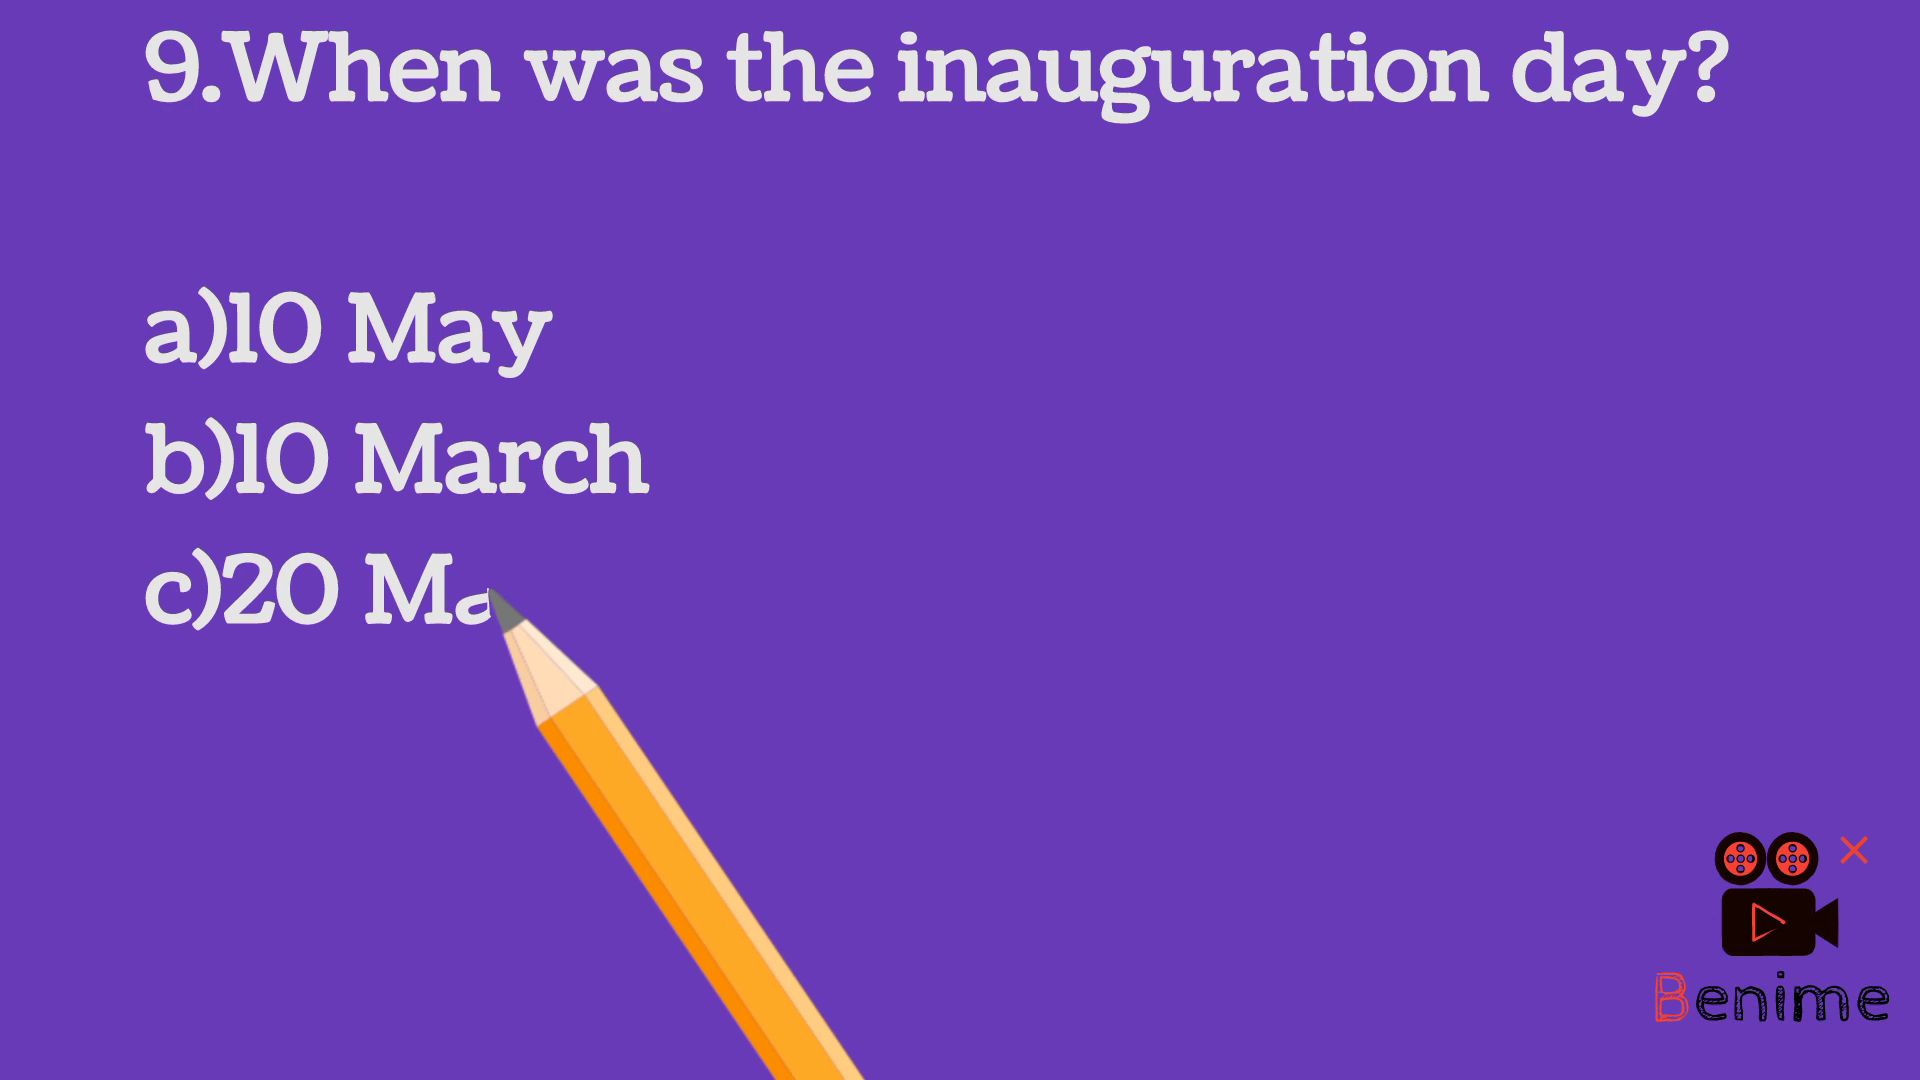 9.When was the inauguration day?
a)10 May
b)10 March
c)20 Ma
Benime